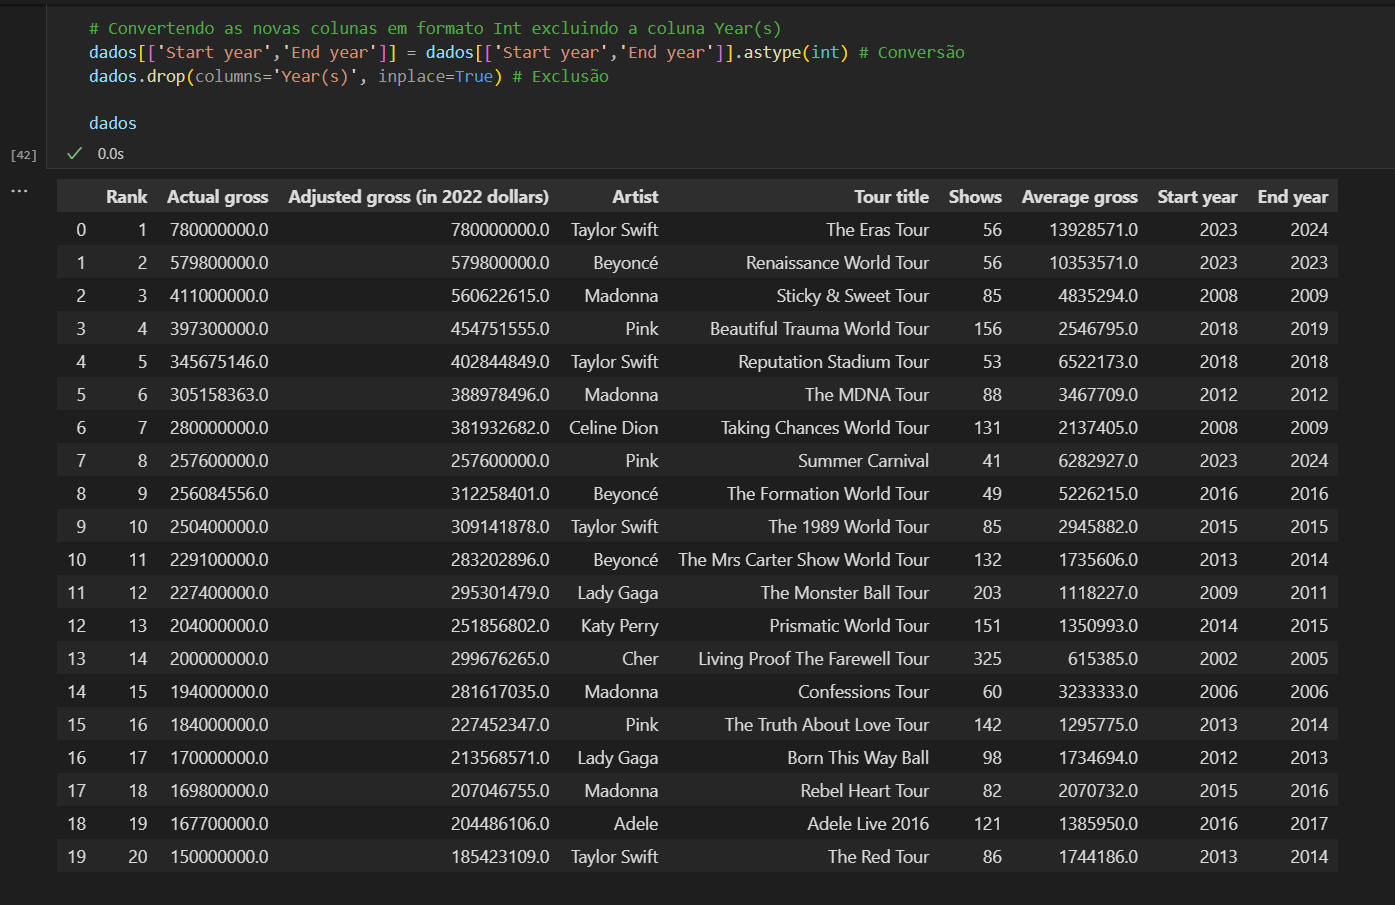 # Convertendo as novas colunas em formato Int excluindo a coluna Year(s)
dados[['Start year','End year']] = dados[['Start year','End year']].astype(int) # Conversão
dados.drop(columns='Year(s)', inplace=True) # Exclusão
dados
[42] 0.0s
...
Rank Actual gross Adjusted gross (in 2022 dollars) Artist Tour title Shows Average gross Start year End year
0 1 780000000.0 780000000.0 Taylor Swift The Eras Tour 56 13928571.0 2023 2024
1 2 579800000.0 579800000.0 Beyoncé Renaissance World Tour 56 10353571.0 2023 2023
2 3 411000000.0 560622615.0 Madonna Sticky & Sweet Tour 85 4835294.0 2008 2009
3 4 397300000.0 454751555.0 Pink Beautiful Trauma World Tour 156 2546795.0 2018 2019
4 5 345675146.0 402844849.0 Taylor Swift Reputation Stadium Tour 53 6522173.0 2018 2018
5 6 305158363.0 388978496.0 Madonna The MDNA Tour 88 3467709.0 2012 2012
6 7 280000000.0 381932682.0 Celine Dion Taking Chances World Tour 131 2137405.0 2008 2009
7 8 257600000.0 257600000.0 Pink Summer Carnival 41 6282927.0 2023 2024
8 9 256084556.0 312258401.0 Beyoncé The Formation World Tour 49 5226215.0 2016 2016
9 10 250400000.0 309141878.0 Taylor Swift The 1989 World Tour 85 2945882.0 2015 2015
10 11 229100000.0 283202896.0 Beyoncé The Mrs Carter Show World Tour 132 1735606.0 2013 2014
11 12 227400000.0 295301479.0 Lady Gaga The Monster Ball Tour 203 1118227.0 2009 2011
12 13 204000000.0 251856802.0 Katy Perry Prismatic World Tour 151 1350993.0 2014 2015
13 14 200000000.0 299676265.0 Cher Living Proof The Farewell Tour 325 615385.0 2002 2005
14 15 194000000.0 281617035.0 Madonna Confessions Tour 60 3233333.0 2006 2006
15 16 184000000.0 227452347.0 Pink The Truth About Love Tour 142 1295775.0 2013 2014
16 17 170000000.0 213568571.0 Lady Gaga Born This Way Ball 98 1734694.0 2012 2013
17 18 169800000.0 207046755.0 Madonna Rebel Heart Tour 82 2070732.0 2015 2016
18 19 167700000.0 204486106.0 Adele Adele Live 2016 121 1385950.0 2016 2017
19 20 150000000.0 185423109.0 Taylor Swift The Red Tour 86 1744186.0 2013 2014